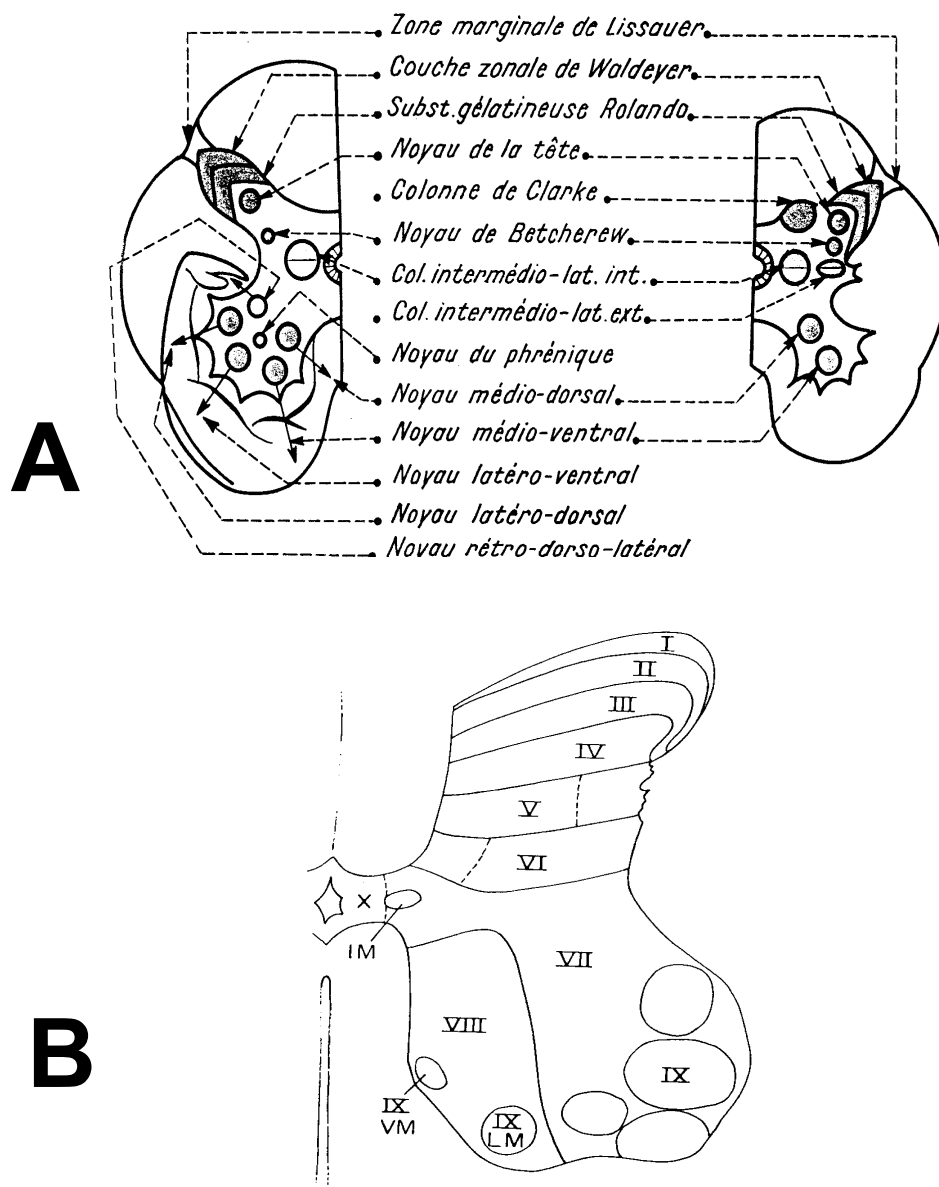 Zone marginale de Lissauer
Couche zonale de Waldeyer
Subst.gélatineuse Rolando
Noyau de la tête
Colonne de Clarke
Noyau de Betcherew
Col.intermédio-lat.int.
Col.intermédio-lat.ext
Noyau du phrénique
Noyau médio-dorsal
Noyau médio-ventral
Noyau latéro-ventral
Noyau latéro-dorsal
Noyau rétro-dorso-latéral
A
I
II
III
IV
V
VI
X
IM
VII
VIII
IX
IX
VM
IX
LM
B